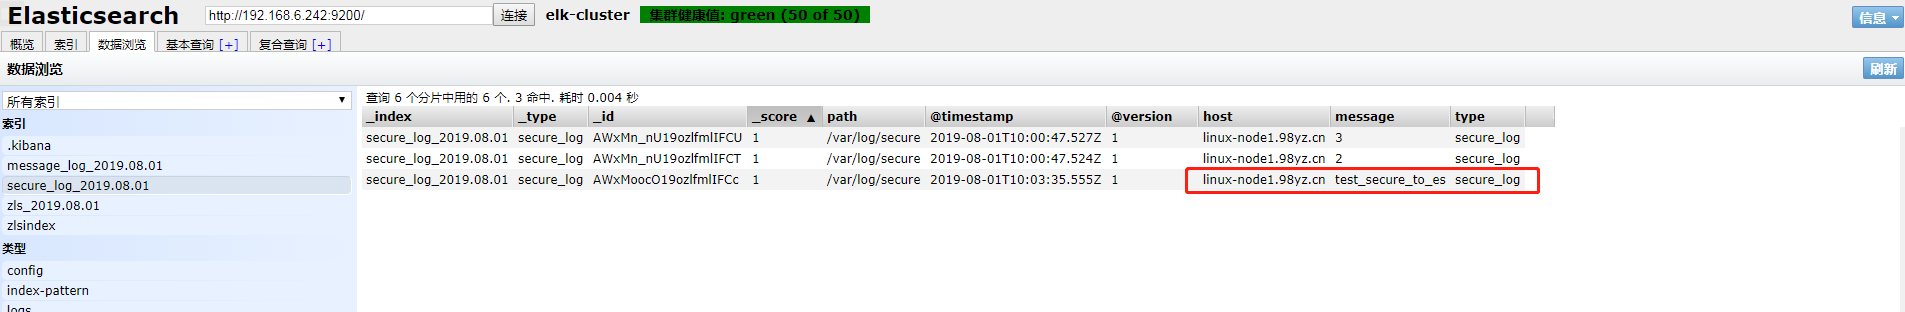 Elasticsearch http://192.168.6.242:9200/ 连接 elk-cluster 集群健康值: green (50 of 50) 信息
概览 索引 数据浏览 基本查询 [+] 复合查询 [+]
数据浏览 刷新
所有索引
索引
.kibana
message_log_2019.08.01
secure_log_2019.08.01
zls_2019.08.01
zlsindex
类型
config
index-pattern
logs
查询 6 个分片中用的 6 个. 3 命中. 耗时 0.004 秒
_index _type _id _score ▲ path @timestamp @version host message type
secure_log_2019.08.01 secure_log AWxMn_nU19ozlfmlIFCU 1 /var/log/secure 2019-08-01T10:00:47.527Z 1 linux-node1.98yz.cn 3 secure_log
secure_log_2019.08.01 secure_log AWxMn_nU19ozlfmlIFCT 1 /var/log/secure 2019-08-01T10:00:47.524Z 1 linux-node1.98yz.cn 2 secure_log
secure_log_2019.08.01 secure_log AWxMoocO19ozlfmlIFCc 1 /var/log/secure 2019-08-01T10:03:35.555Z 1 linux-node1.98yz.cn test_secure_to_es secure_log